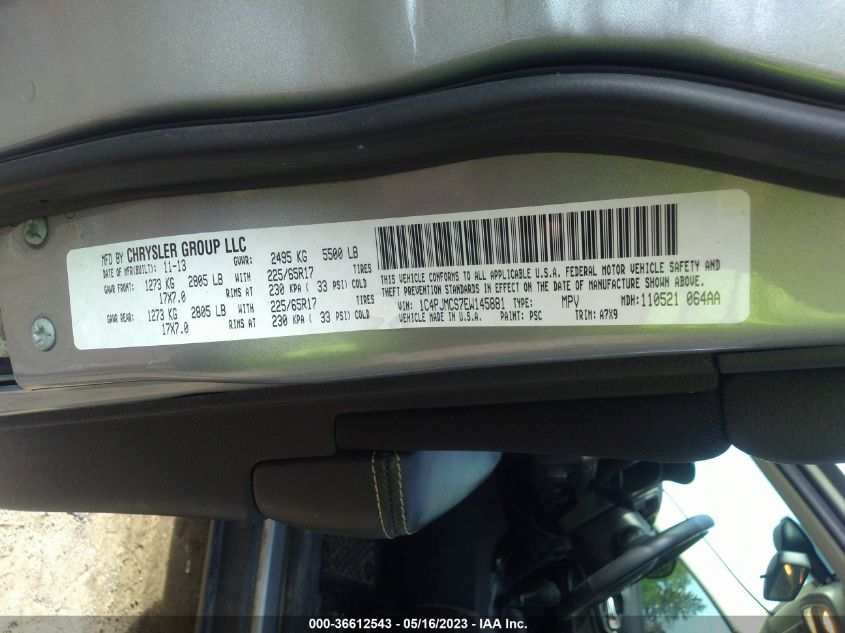 MFD BY CHRYSLER GROUP LLC
DATE OF MFR(BUILT): 11-13 GVWR: 2495 KG 5500 LB
GAWR FRONT: 1273 KG 2805 LB WITH 225/65R17 TIRES
17X7.0 RIMS AT 230 KPA ( 33 PSI) COLD
GAWR REAR: 1273 KG 2805 LB WITH 225/65R17 TIRES
17X7.0 RIMS AT 230 KPA ( 33 PSI) COLD
THIS VEHICLE CONFORMS TO ALL APPLICABLE U.S.A. FEDERAL MOTOR VEHICLE SAFETY AND
THEFT PREVENTION STANDARDS IN EFFECT ON THE DATE OF MANUFACTURE SHOWN ABOVE.
VIN: 1C4PJMCS7EW145881 TYPE: MPV MDH: 110521 064AA
VEHICLE MADE IN U.S.A. PAINT: PSC TRIM: A7X9
000-36612543 - 05/16/2023 - IAA Inc.